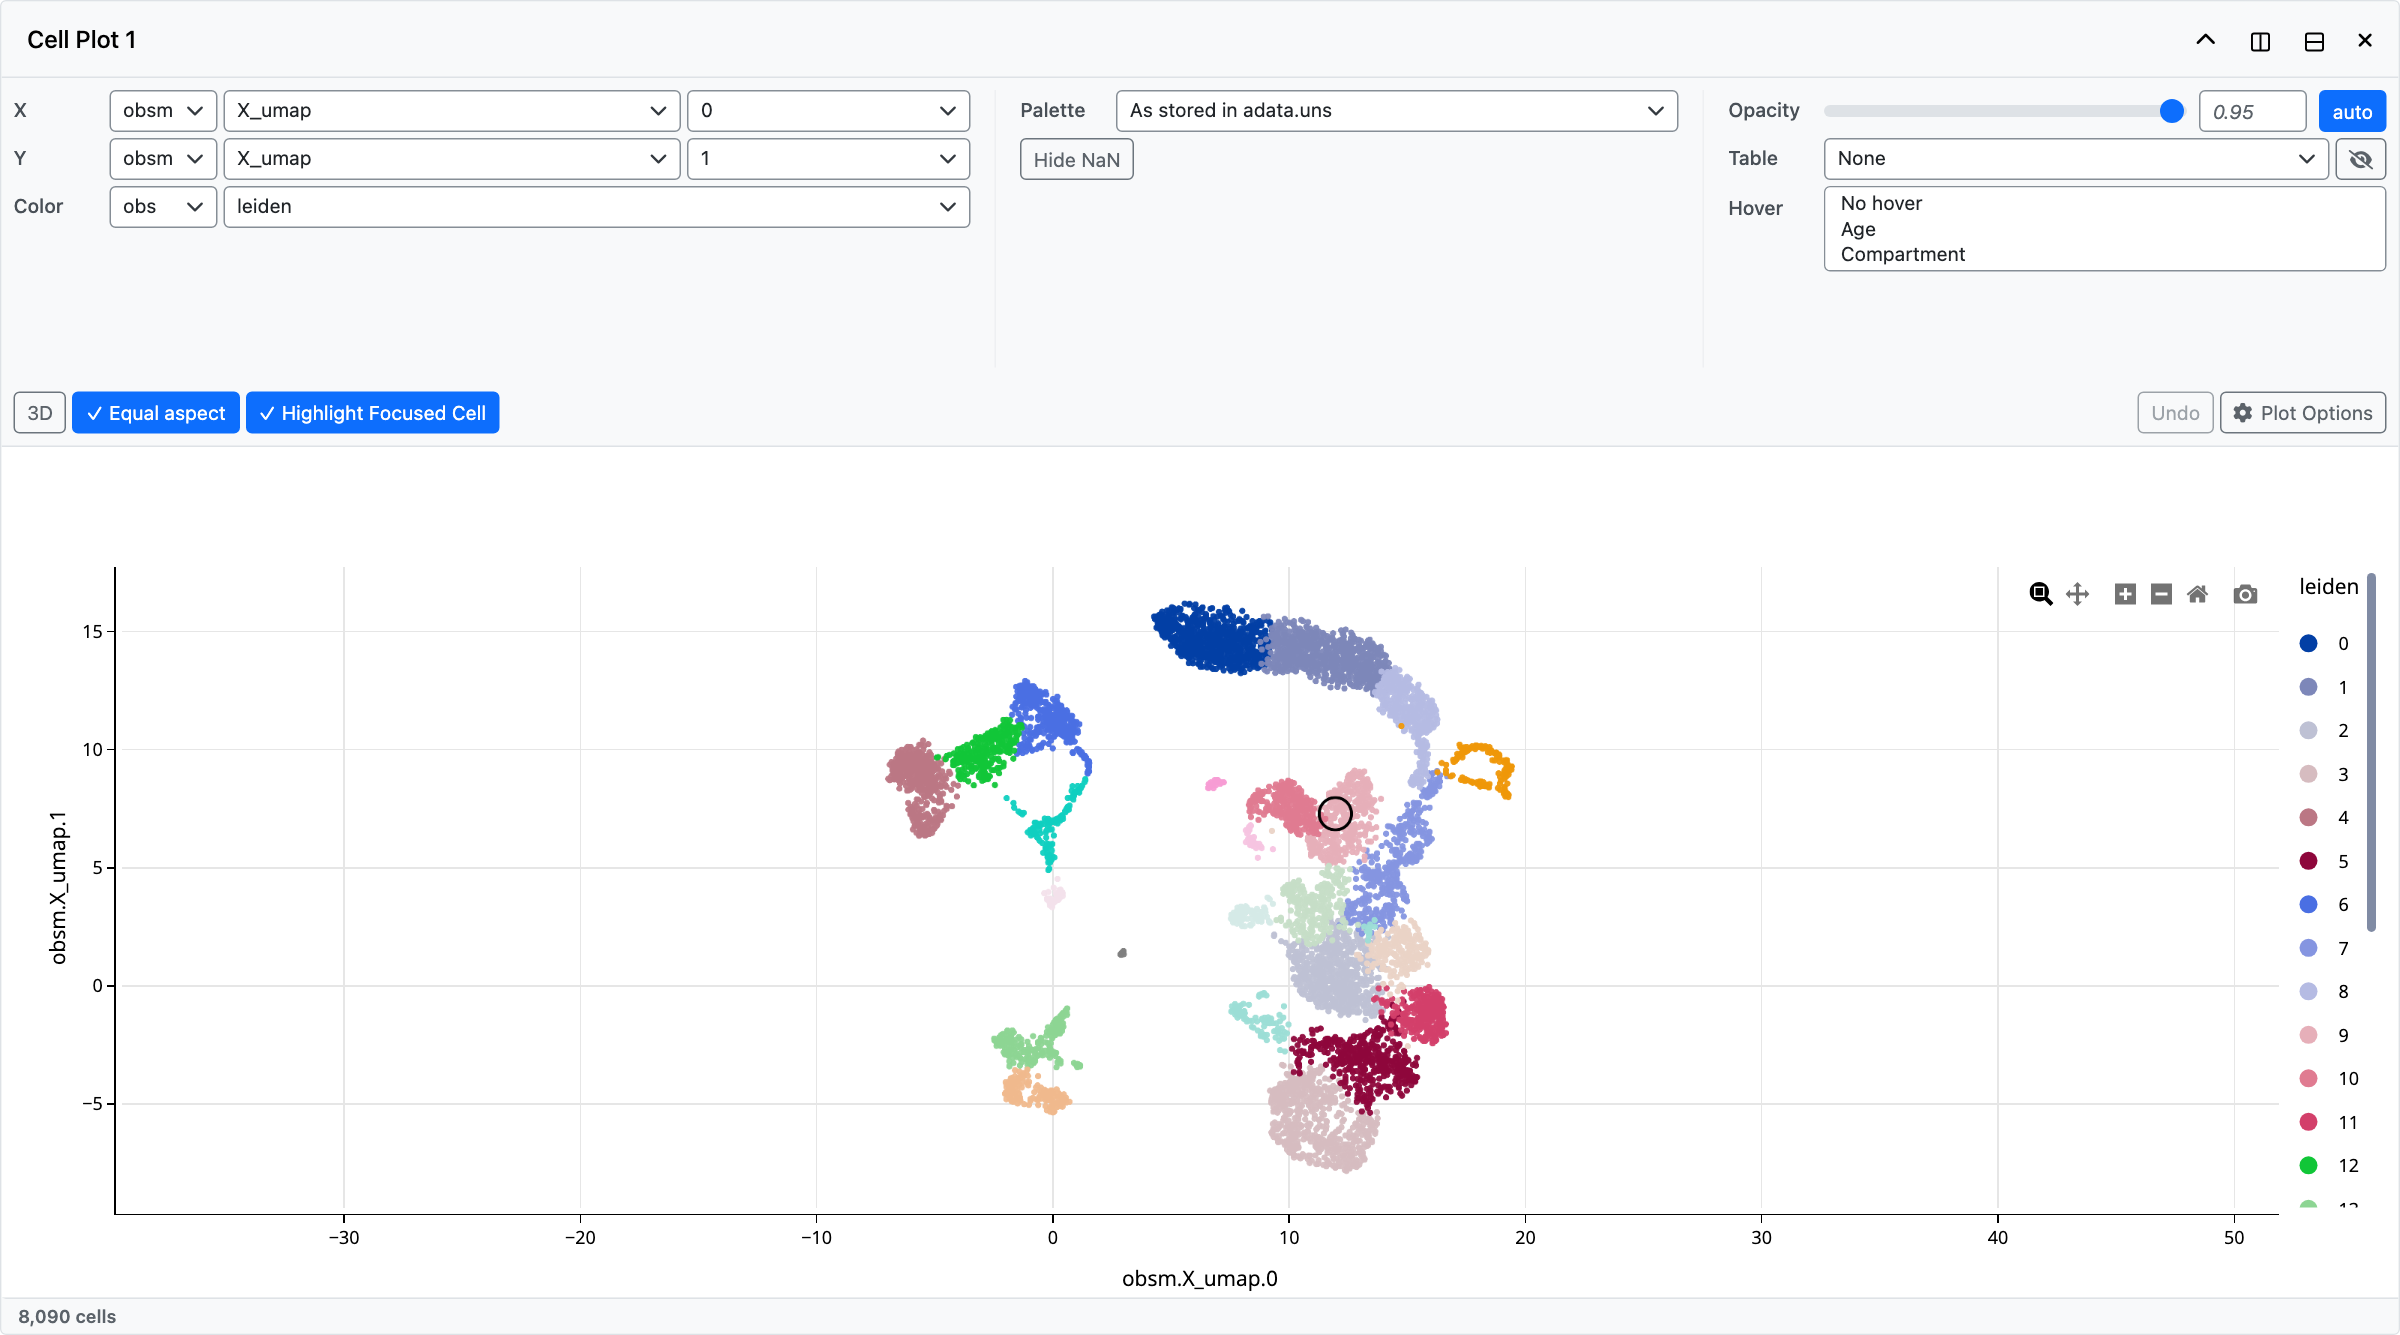 Cell Plot 1
X obsm X_umap 0
Y obsm X_umap 1
Color obs leiden
Palette As stored in adata.uns
Hide NaN
Opacity 0.95 auto
Table None
Hover No hover
Age
Compartment
3D ✓ Equal aspect ✓ Highlight Focused Cell
Undo Plot Options
15
10
5
0
−5
obsm.X_umap.1
−30 −20 −10 0 10 20 30 40 50
obsm.X_umap.0
leiden
0
1
2
3
4
5
6
7
8
9
10
11
12
8,090 cells